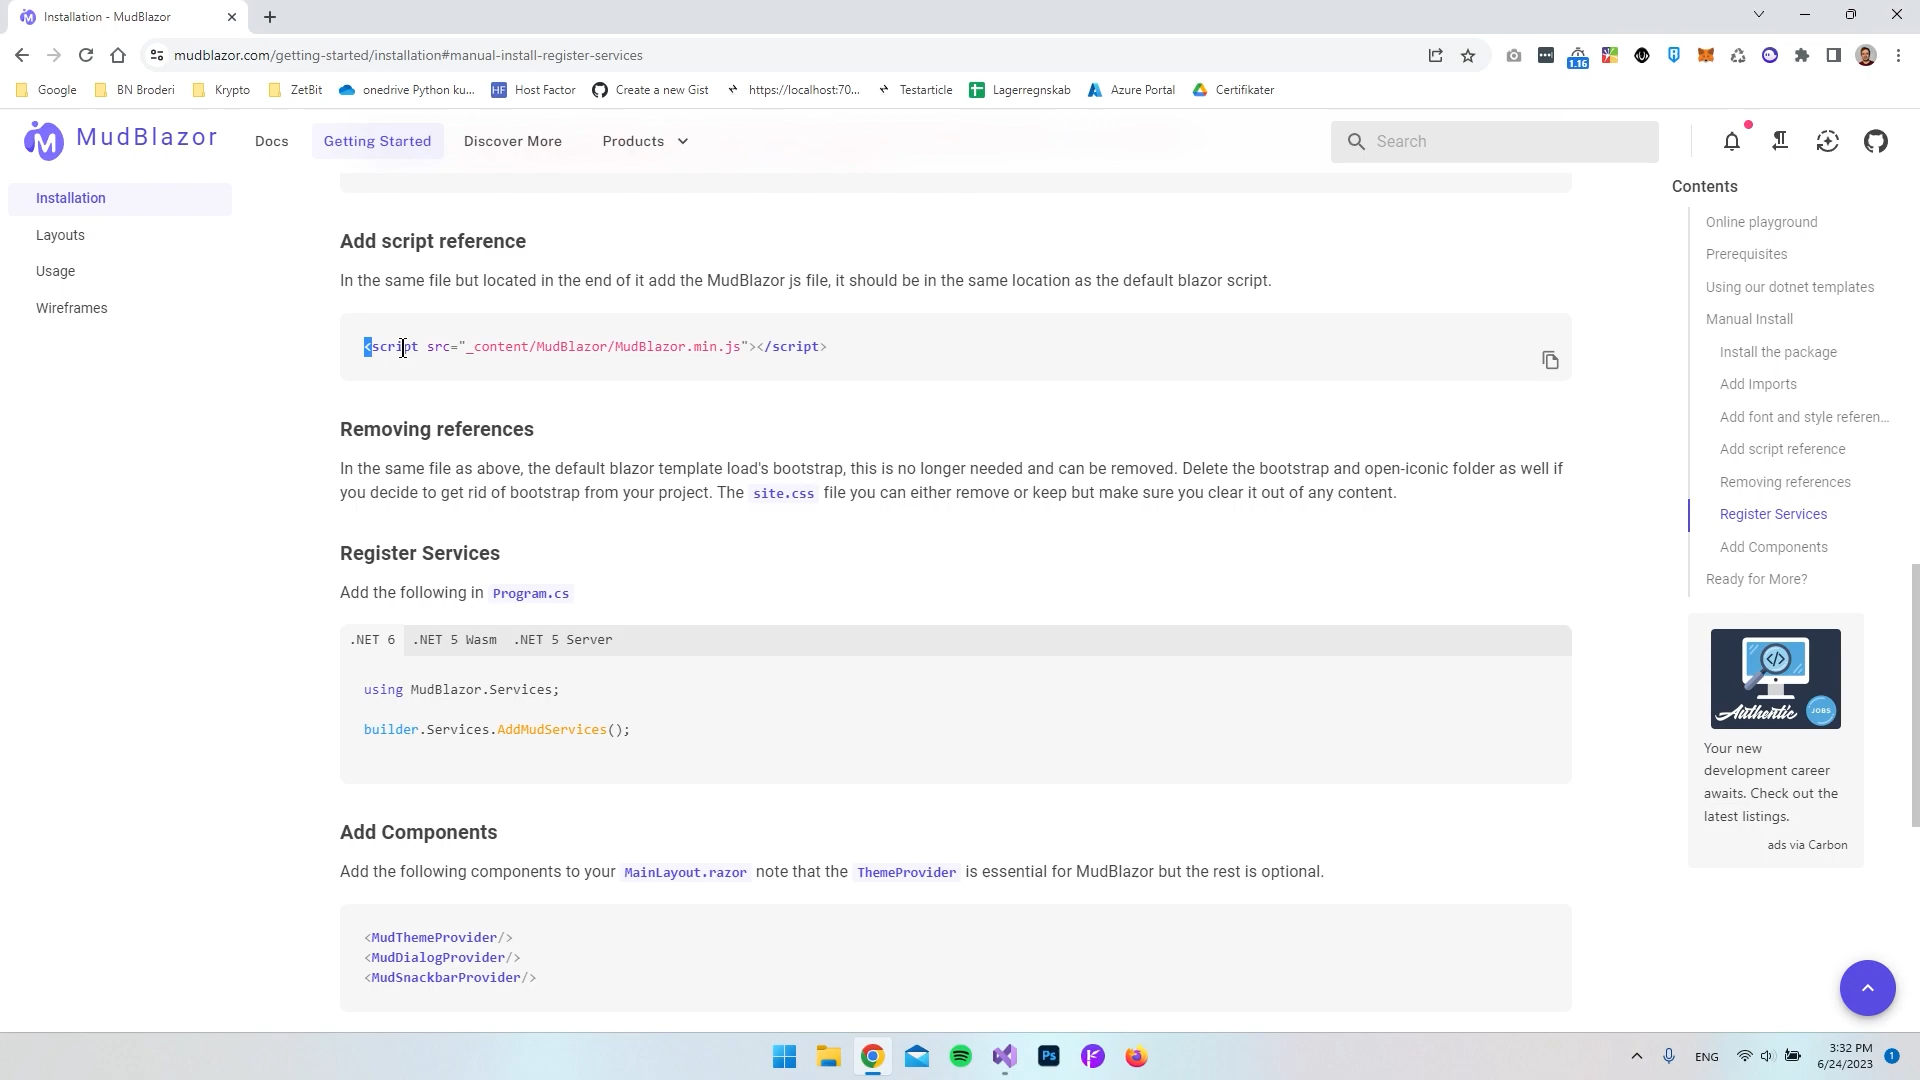 Installation - MudBlazor
mudblazor.com/getting-started/installation#manual-install-register-services
1.16
Google
BN Broderi
Krypto
ZetBit
onedrive Python ku...
HF
Host Factor
Create a new Gist
https://localhost:70...
Testarticle
Lagerregnskab
Azure Portal
Certifikater
MudBlazor
Docs
Getting Started
Discover More
Products
Search
Installation
Layouts
Usage
Wireframes
Add script reference
In the same file but located in the end of it add the MudBlazor js file, it should be in the same location as the default blazor script.
<script src="_content/MudBlazor/MudBlazor.min.js"></script>
Removing references
In the same file as above, the default blazor template load's bootstrap, this is no longer needed and can be removed. Delete the bootstrap and open-iconic folder as well if
you decide to get rid of bootstrap from your project. The site.css file you can either remove or keep but make sure you clear it out of any content.
Register Services
Add the following in Program.cs
.NET 6 .NET 5 Wasm .NET 5 Server
using MudBlazor.Services;
builder.Services.AddMudServices();
Add Components
Add the following components to your MainLayout.razor note that the ThemeProvider is essential for MudBlazor but the rest is optional.
<MudThemeProvider/>
<MudDialogProvider/>
<MudSnackbarProvider/>
Contents
Online playground
Prerequisites
Using our dotnet templates
Manual Install
Install the package
Add Imports
Add font and style referen...
Add script reference
Removing references
Register Services
Add Components
Ready for More?
Authentic
JOBS
Your new
development career
awaits. Check out the
latest listings.
ads via Carbon
Ps
ENG
3:32 PM
6/24/2023
1